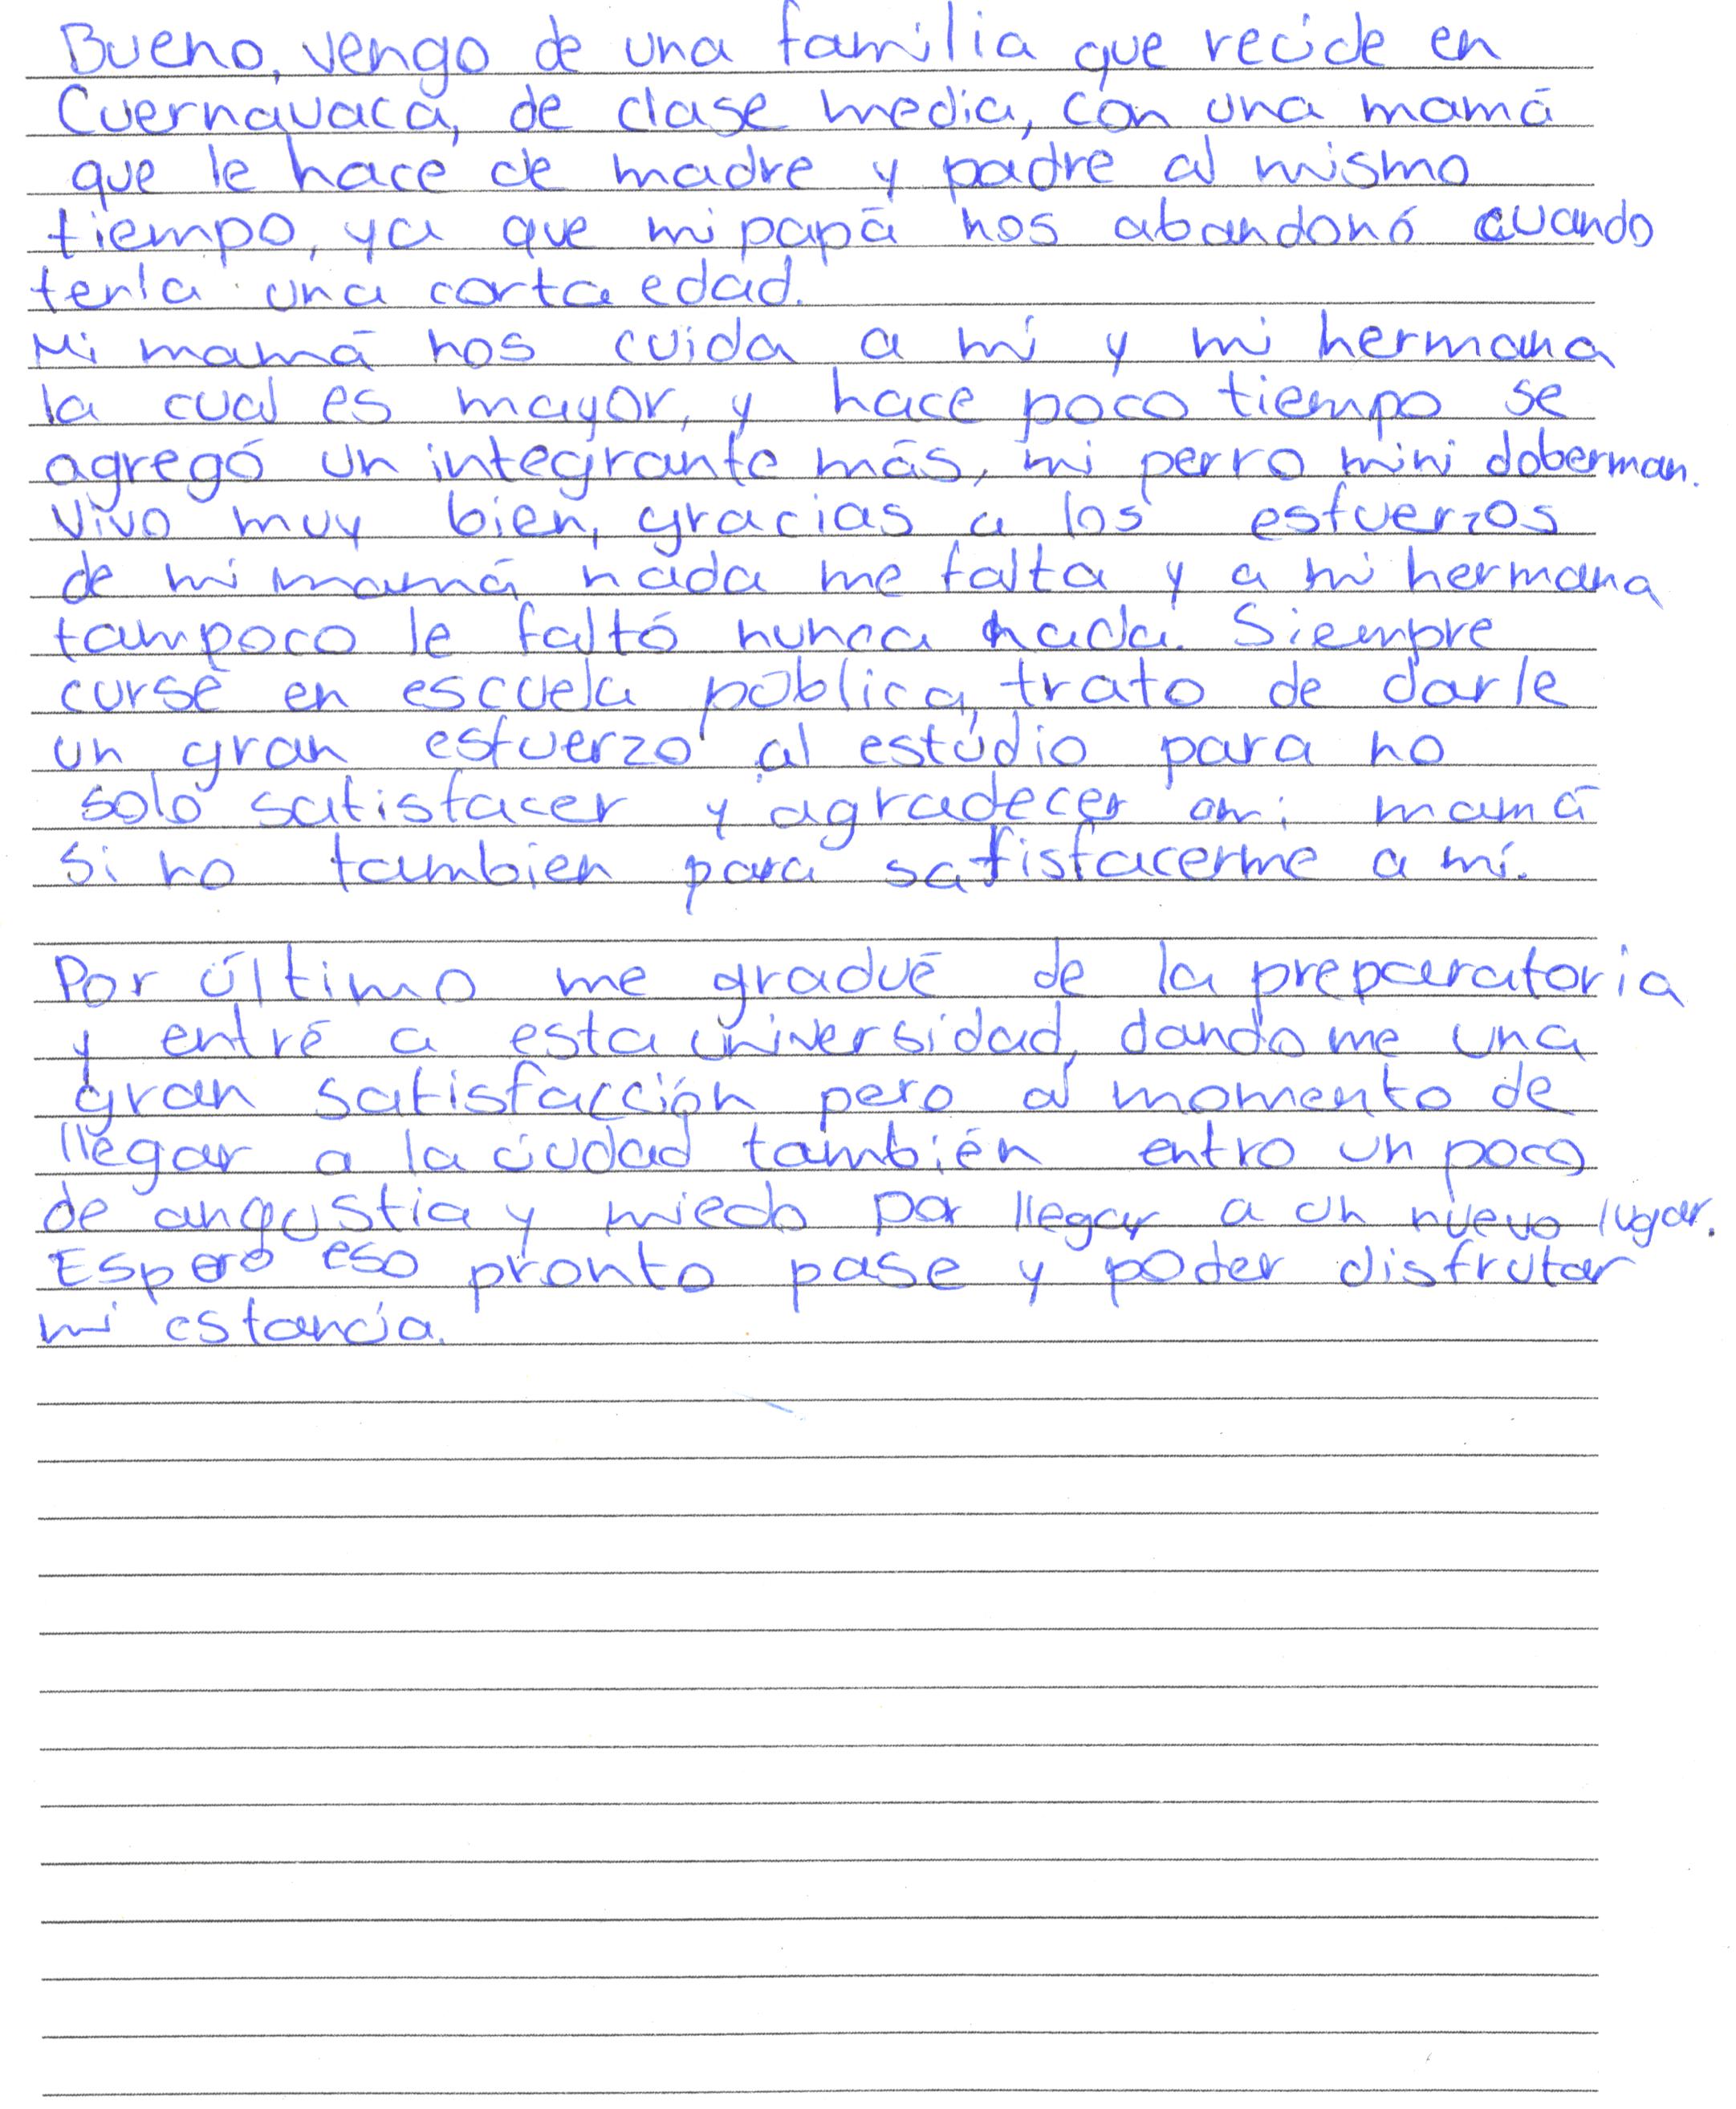 Bueno, vengo de una familia que recide en
Cuernavaca, de clase media, con una mamá
que le hace de madre y padre al mismo
tiempo, ya que mi papá nos abandonó cuando
tenía una corta edad.
Mi mamá nos cuida a mí y mi hermana
la cual es mayor, y hace poco tiempo se
agregó un integrante más, mi perro mini doberman.
Vivo muy bien, gracias a los esfuerzos
de mi mamá nada me falta y a mi hermana
tampoco le faltó nunca nada. Siempre
cursé en escuela pública, trato de darle
un gran esfuerzo al estúdio para no
solo satisfacer y agradecer a mi mamá
si no tambien para satisfacerme a mí.
Por último me gradué de la preparatoria
y entré a esta universidad, dandome una
gran satisfacción pero al momento de
llegar a la ciudad también entro un poco
de angustia y miedo por llegar a un nuevo lugar.
Espero eso pronto pase y poder disfrutar
mi estancia.